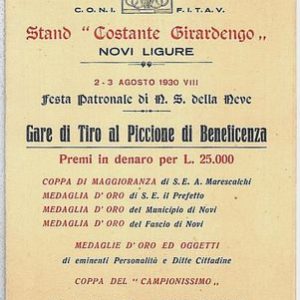 C.O.N.I. F.I.T.A.V.
Stand "Costante Girardengo„
NOVI LIGURE
2 - 3 AGOSTO 1930 VIII
Festa Patronale di N. S. della Neve
Gare di Tiro al Piccione di Beneficenza
Premi in denaro per L. 25.000
COPPA DI MAGGIORANZA di S. E. A. Marescalchi
MEDAGLIA D'ORO di S. E. il Prefetto
MEDAGLIA D'ORO del Municipio di Novi
MEDAGLIA D'ORO del Fascio di Novi
MEDAGLIE D'ORO ED OGGETTI
di eminenti Personalità e Ditte Cittadine
COPPA DEL "CAMPIONISSIMO„